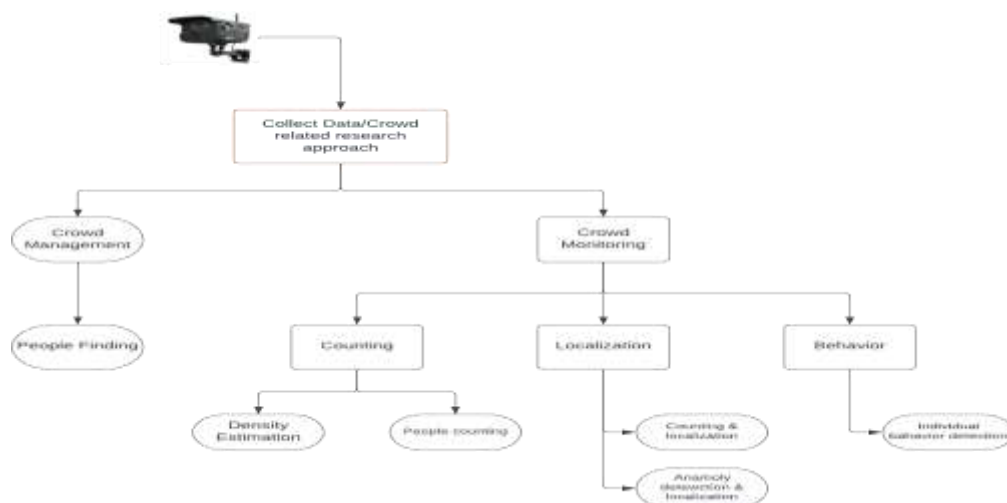 Collect Data/Crowd
related research
approach
Crowd
Management
Crowd
Monitoring
People Finding
Counting
Localization
Behavior
Density
Estimation
People counting
Counting &
localization
Individual
behavior detection
Anamoly
&
localization